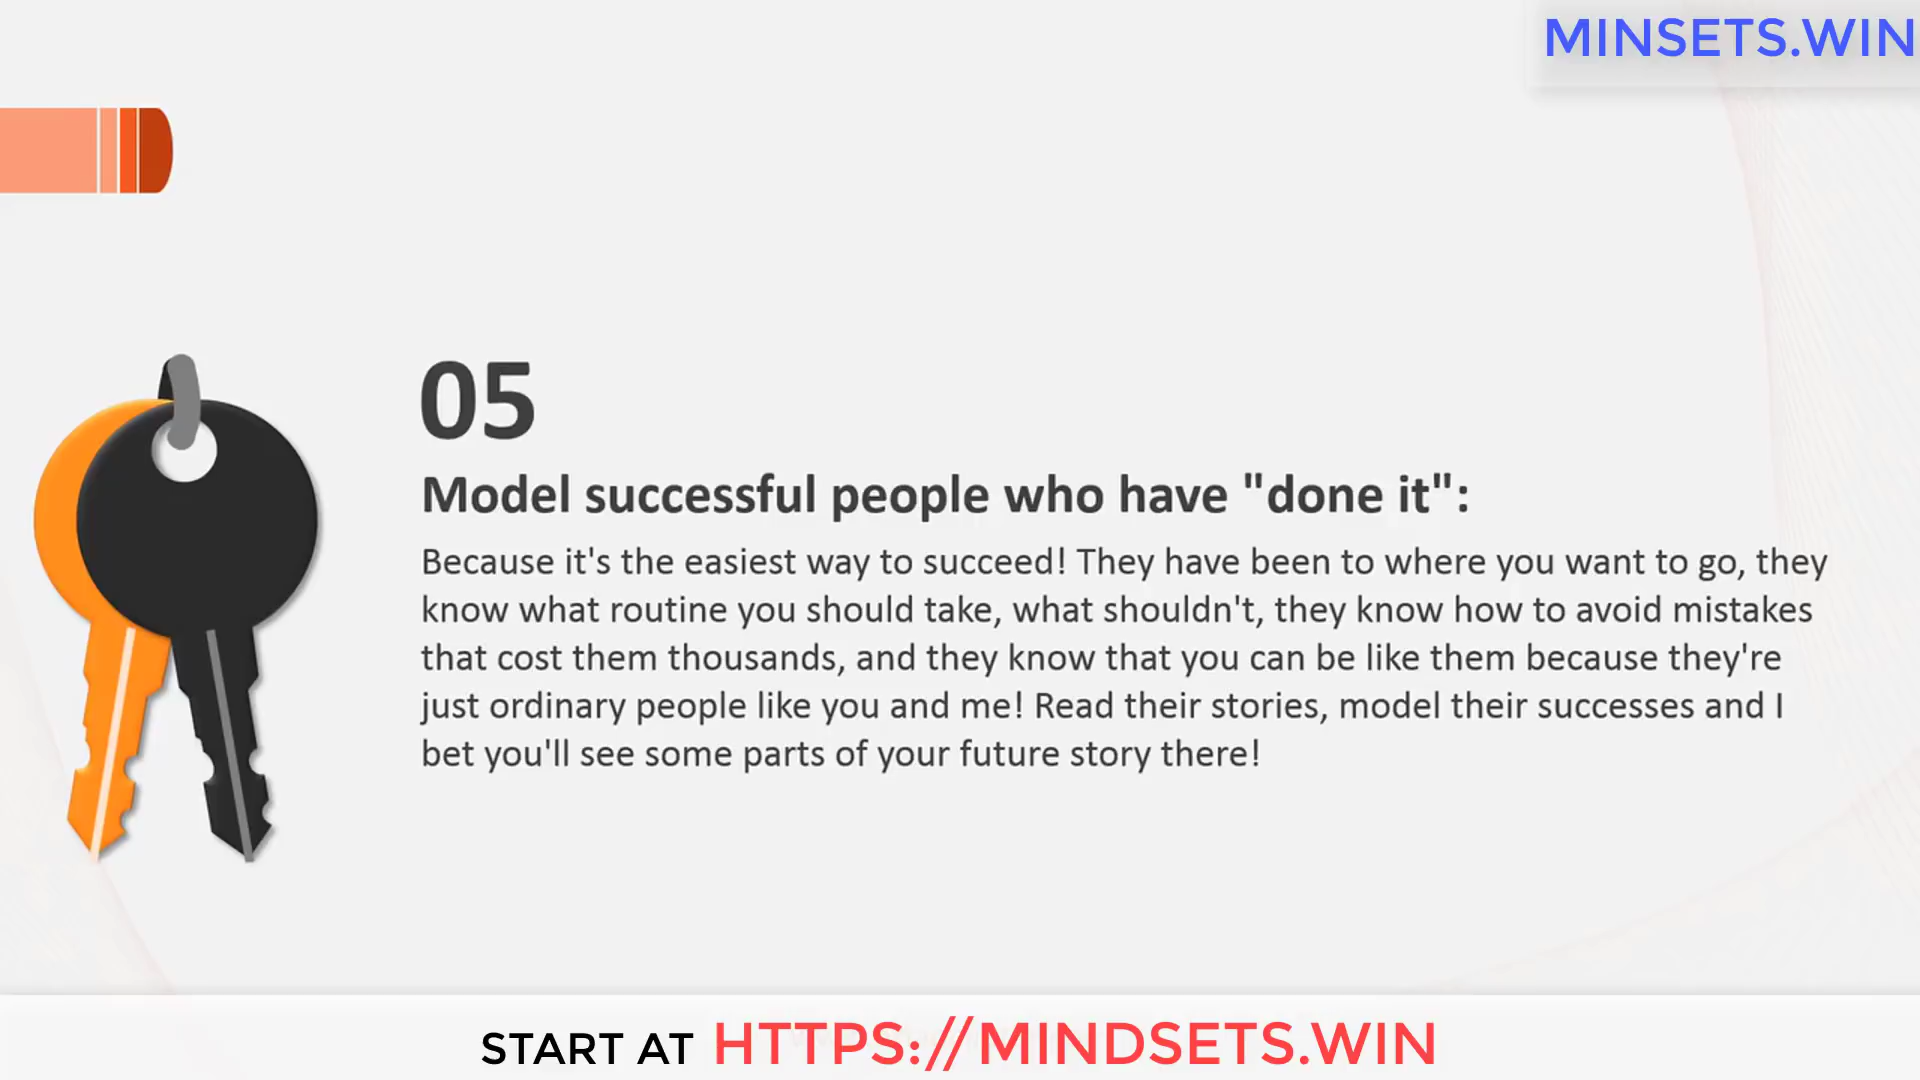 MINSETS.WIN
05
Model successful people who have "done it":
Because it's the easiest way to succeed! They have been to where you want to go, they
know what routine you should take, what shouldn't, they know how to avoid mistakes
that cost them thousands, and they know that you can be like them because they're
just ordinary people like you and me! Read their stories, model their successes and I
bet you'll see some parts of your future story there!
START AT HTTPS://MINDSETS.WIN